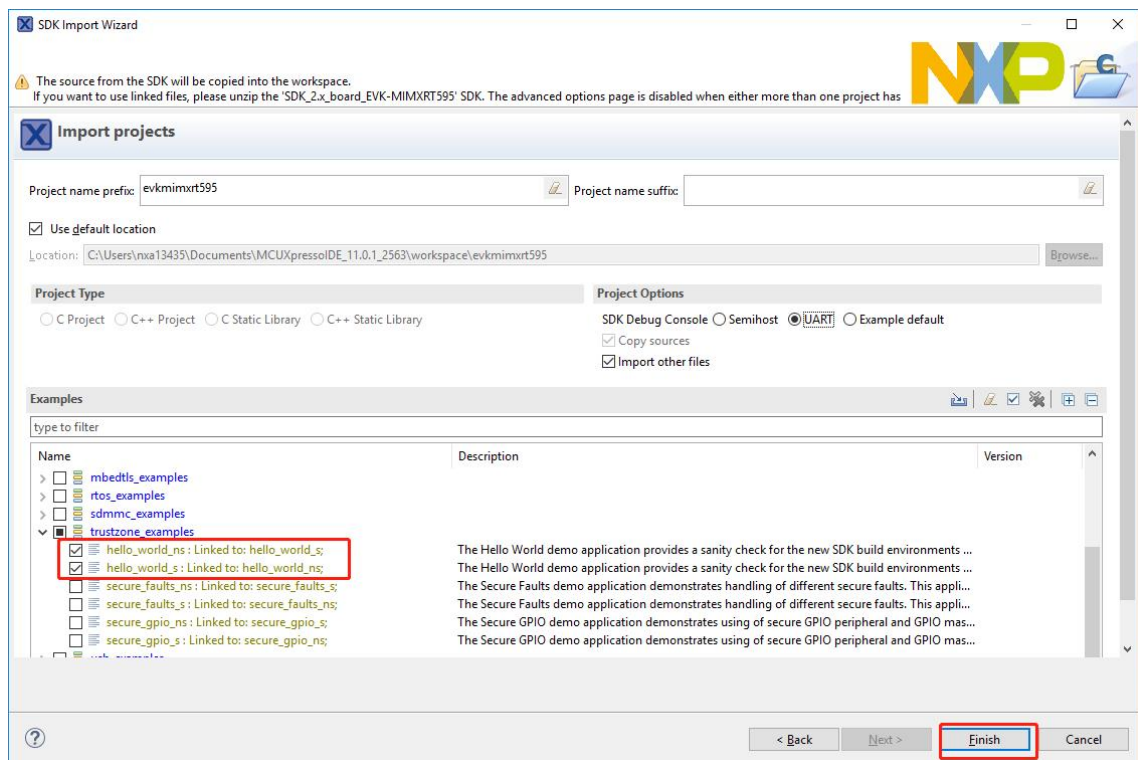 SDK Import Wizard
The source from the SDK will be copied into the workspace.
If you want to use linked files, please unzip the 'SDK_2.x_board_EVK-MIMXRT595' SDK. The advanced options page is disabled when either more than one project has
NXP
C
Import projects
Project name prefix: evkmimxrt595 Project name suffix:
Use default location
Location: C:\Users\nxa13435\Documents\MCUXpressoIDE_11.0.1_2563\workspace\evkmimxrt595 Browse...
Project Type Project Options
C Project C++ Project C Static Library C++ Static Library SDK Debug Console Semihost UART Example default
Copy sources
Import other files
Examples
type to filter
Name Description Version
mbedtls_examples
rtos_examples
sdmmc_examples
trustzone_examples
hello_world_ns : Linked to: hello_world_s; The Hello World demo application provides a sanity check for the new SDK build environments ...
hello_world_s : Linked to: hello_world_ns; The Hello World demo application provides a sanity check for the new SDK build environments ...
secure_faults_ns : Linked to: secure_faults_s; The Secure Faults demo application demonstrates handling of different secure faults. This appli...
secure_faults_s : Linked to: secure_faults_ns; The Secure Faults demo application demonstrates handling of different secure faults. This appli...
secure_gpio_ns : Linked to: secure_gpio_s; The Secure GPIO demo application demonstrates using of secure GPIO peripheral and GPIO mas...
secure_gpio_s : Linked to: secure_gpio_ns; The Secure GPIO demo application demonstrates using of secure GPIO peripheral and GPIO mas...
< Back Next > Finish Cancel